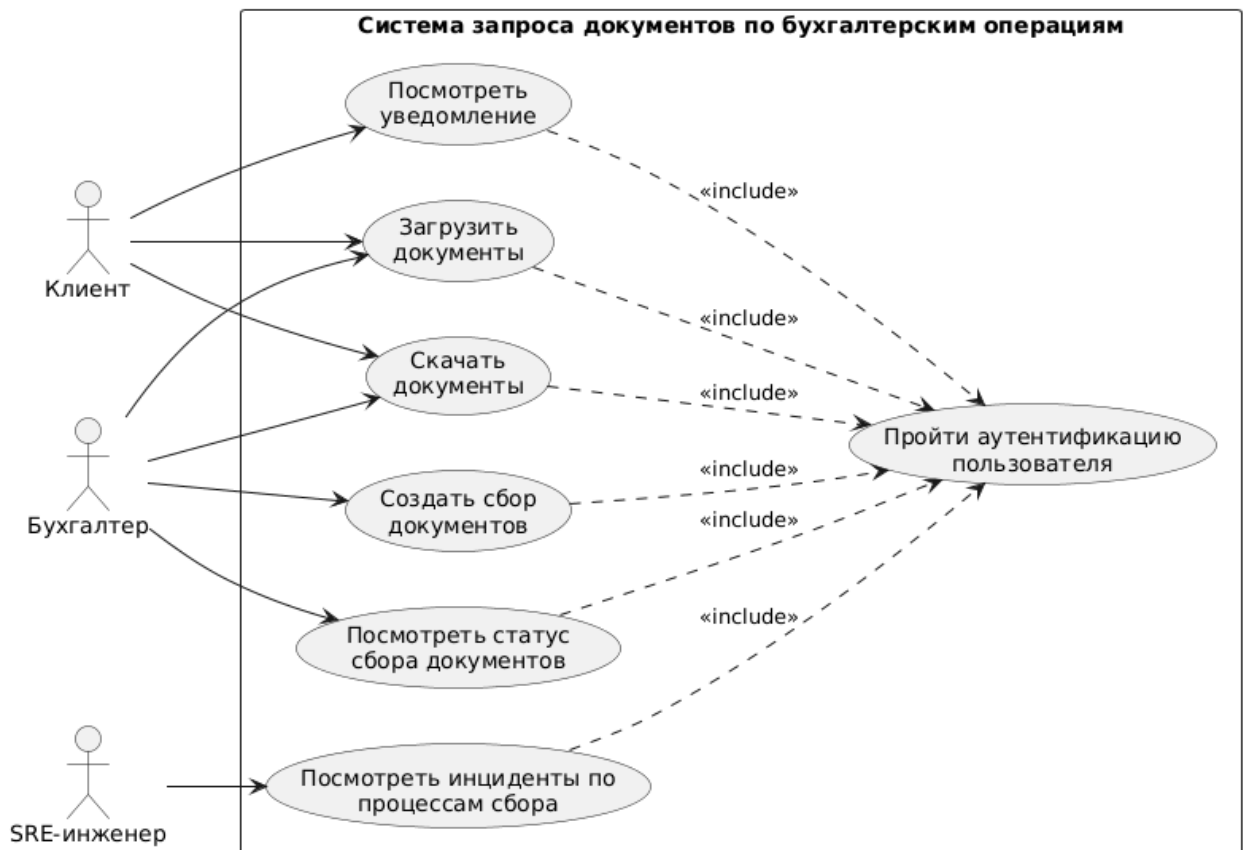 Система запроса документов по бухгалтерским операциям
Посмотреть
уведомление
«include»
Загрузить
документы
Клиент
«include»
Скачать
документы
«include»
Пройти аутентификацию
пользователя
«include»
Создать сбор
документов
Бухгалтер
«include»
Посмотреть статус
сбора документов
«include»
Посмотреть инциденты по
процессам сбора
SRE-инженер